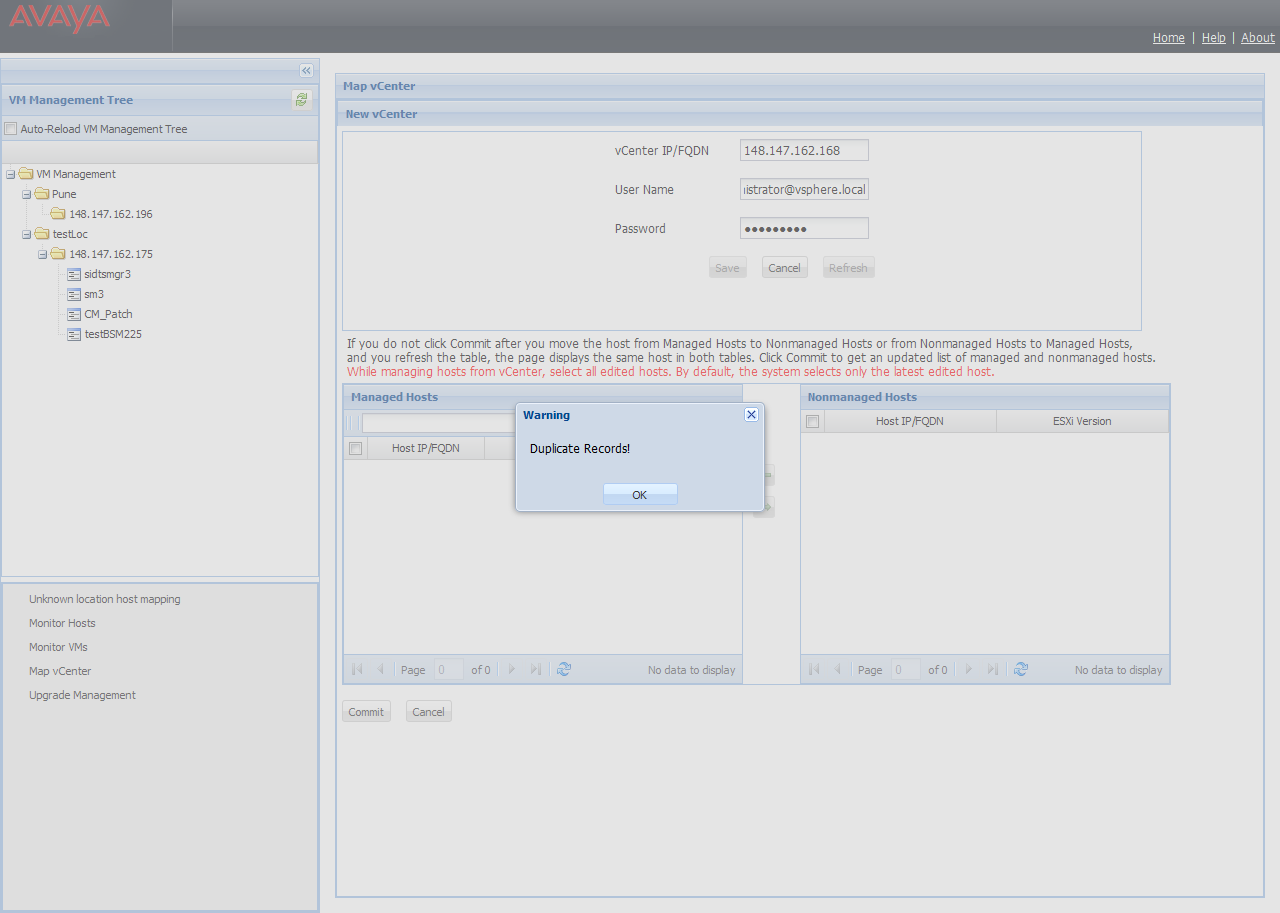 AVAYA
Home | Help | About
VM Management Tree
Auto-Reload VM Management Tree
VM Management
Pune
148.147.162.196
testLoc
148.147.162.175
sidtsmgr3
sm3
CM_Patch
testBSM225
Unknown location host mapping
Monitor Hosts
Monitor VMs
Map vCenter
Upgrade Management
Map vCenter
New vCenter
vCenter IP/FQDN 148.147.162.168
User Name istrator@vsphere.local
Password •••••••••
Save Cancel Refresh
If you do not click Commit after you move the host from Managed Hosts to Nonmanaged Hosts or from Nonmanaged Hosts to Managed Hosts,
and you refresh the table, the page displays the same host in both tables. Click Commit to get an updated list of managed and nonmanaged hosts.
While managing hosts from vCenter, select all edited hosts. By default, the system selects only the latest edited host.
Managed Hosts
Host IP/FQDN
Page 0 of 0 No data to display
Warning
Duplicate Records!
OK
Nonmanaged Hosts
Host IP/FQDN ESXi Version
Page 0 of 0 No data to display
Commit Cancel